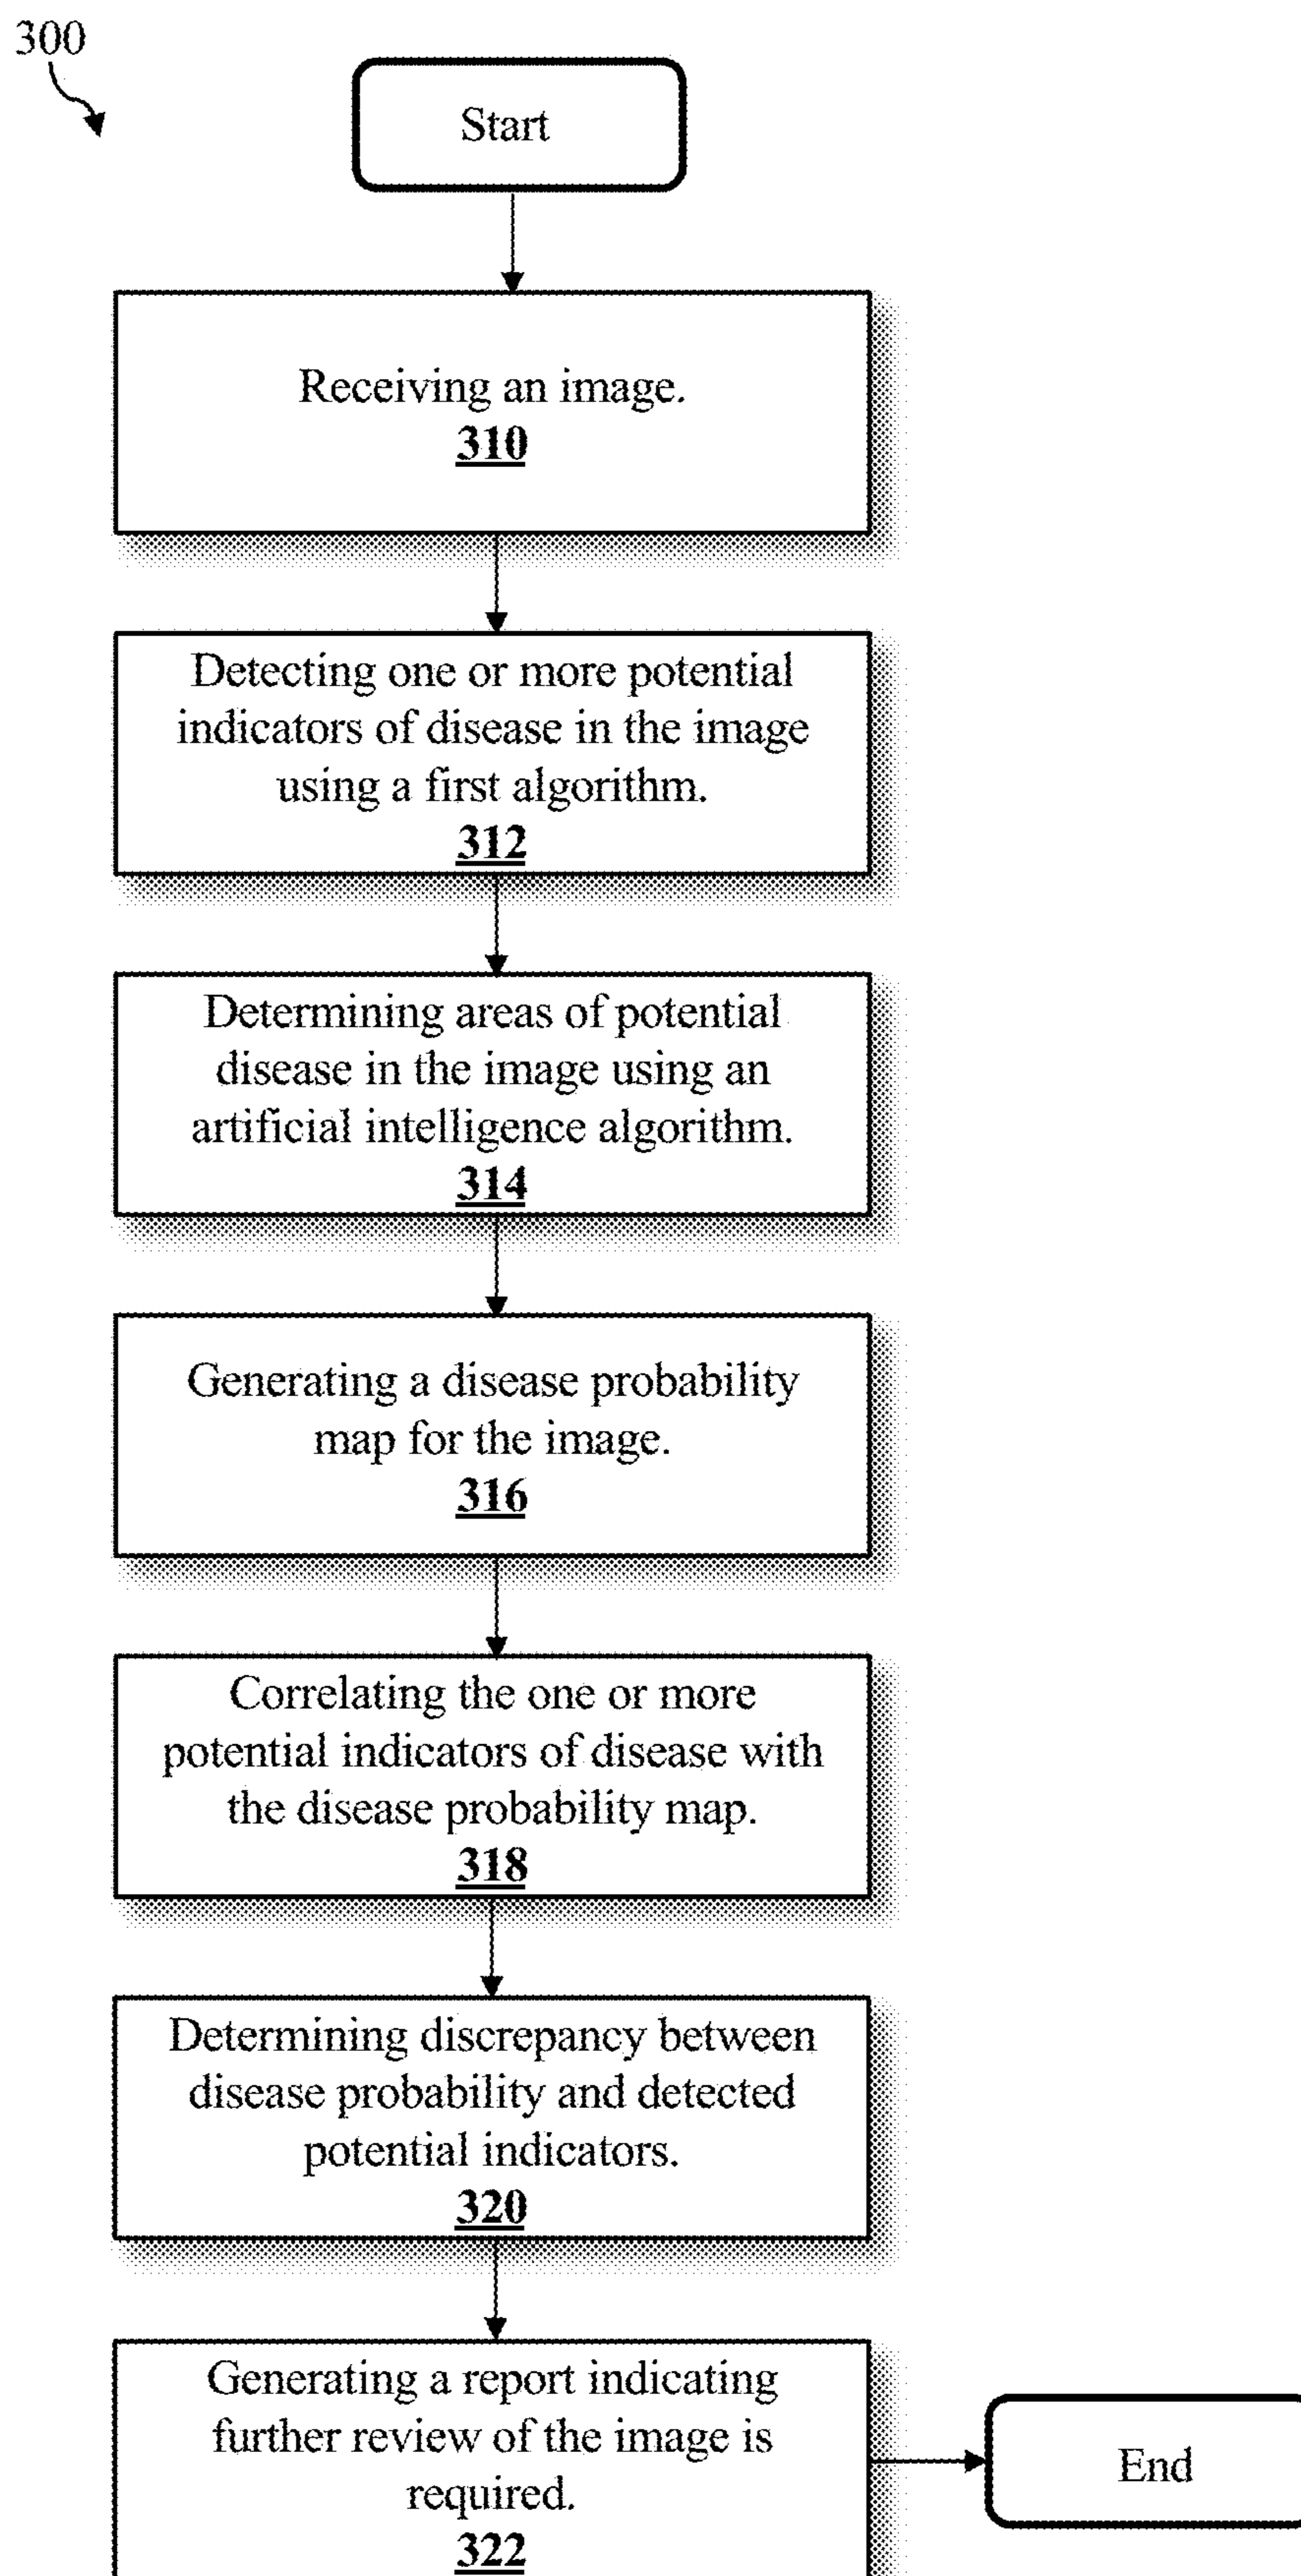 300
Start
Receiving an image.
310
Detecting one or more potential
indicators of disease in the image
using a first algorithm.
312
Determining areas of potential
disease in the image using an
artificial intelligence algorithm.
314
Generating a disease probability
map for the image.
316
Correlating the one or more
potential indicators of disease with
the disease probability map.
318
Determining discrepancy between
disease probability and detected
potential indicators.
320
Generating a report indicating
further review of the image is
required.
322
End